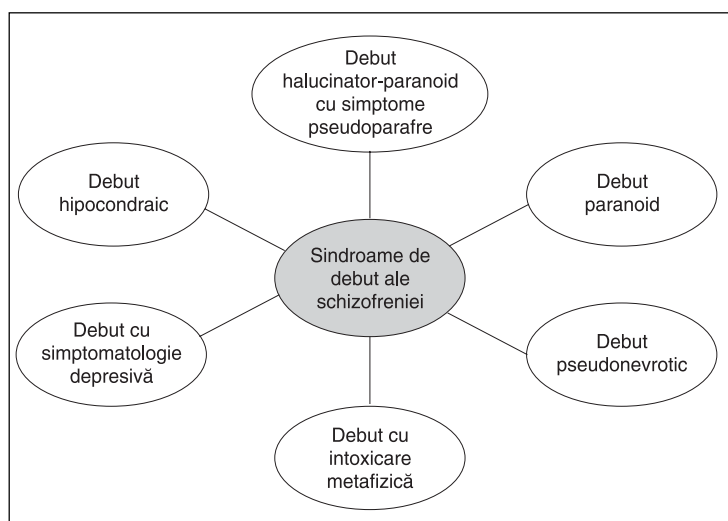 Debut
halucinator-paranoid
cu simptome
pseudoparafre
Debut
hipocondraic
Debut
paranoid
Sindroame de
debut ale
schizofreniei
Debut cu
simptomatologie
depresivă
Debut
pseudonevrotic
Debut cu
intoxicare
metafizică